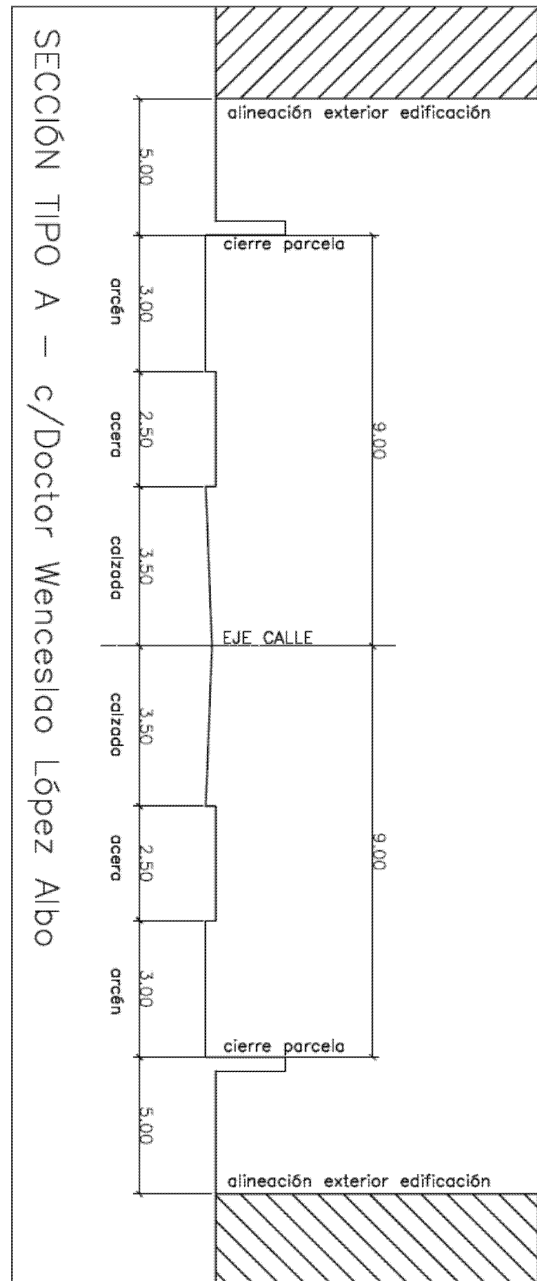 SECCIÓN TIPO A – c/Doctor Wenceslao López Albo
alineación exterior edificación
5.00
cierre parcela
3.00
arcén
9.00
2.50
acera
3.50
calzada
EJE CALLE
3.50
calzada
9.00
2.50
acera
3.00
arcén
cierre parcela
5.00
alineación exterior edificación